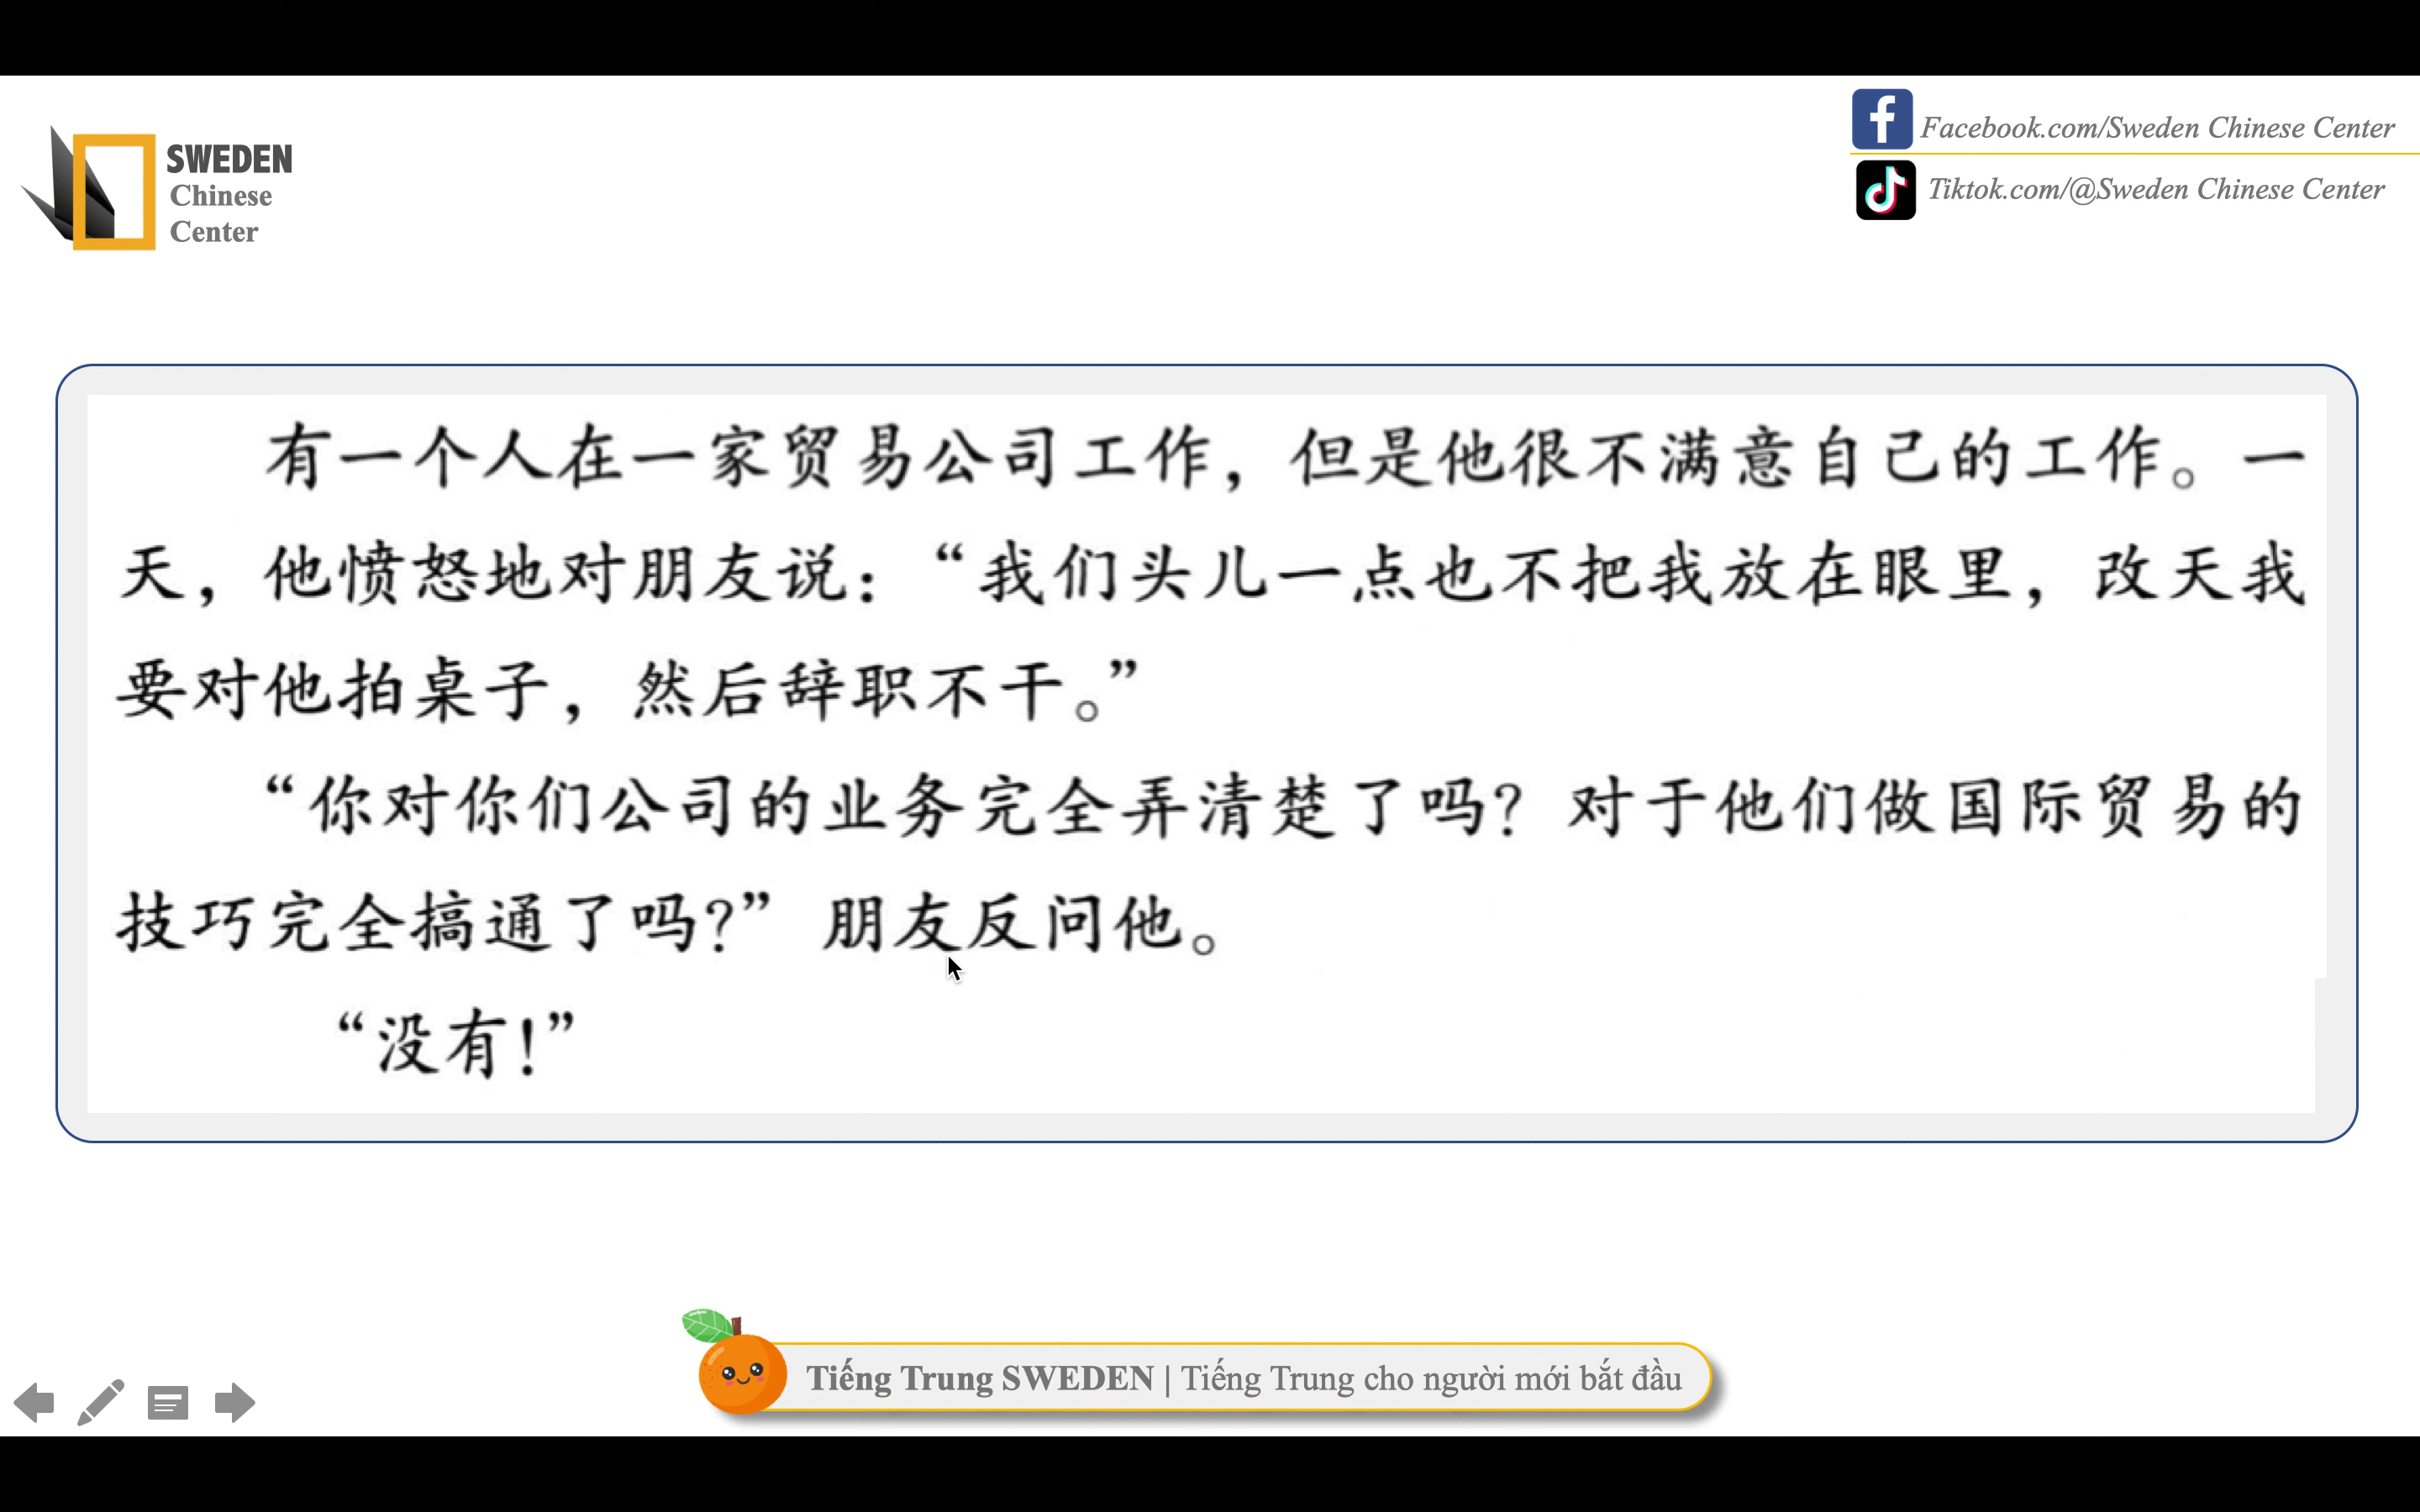 SWEDEN
Chinese
Center
Facebook.com/Sweden Chinese Center
Tiktok.com/@Sweden Chinese Center
有一个人在一家贸易公司工作，但是他很不满意自己的工作。一
天，他愤怒地对朋友说：“我们头儿一点也不把我放在眼里，改天我
要对他拍桌子，然后辞职不干。”
“你对你们公司的业务完全弄清楚了吗？对于他们做国际贸易的
技巧完全搞通了吗？”朋友反问他。
“没有！”
Tiếng Trung SWEDEN | Tiếng Trung cho người mới bắt đầu